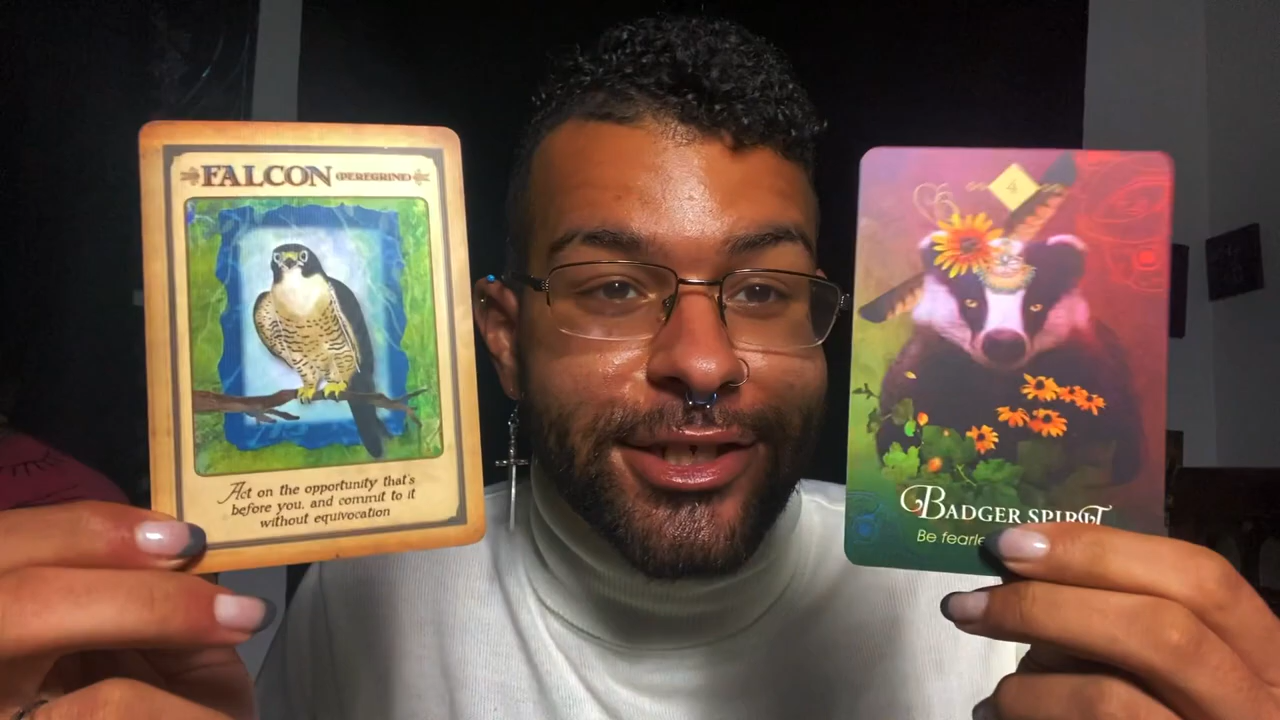 FALCON (PEREGRINE)
Act on the opportunity that's
before you, and commit to it
without equivocation
4
BADGER SPIRIT
Be